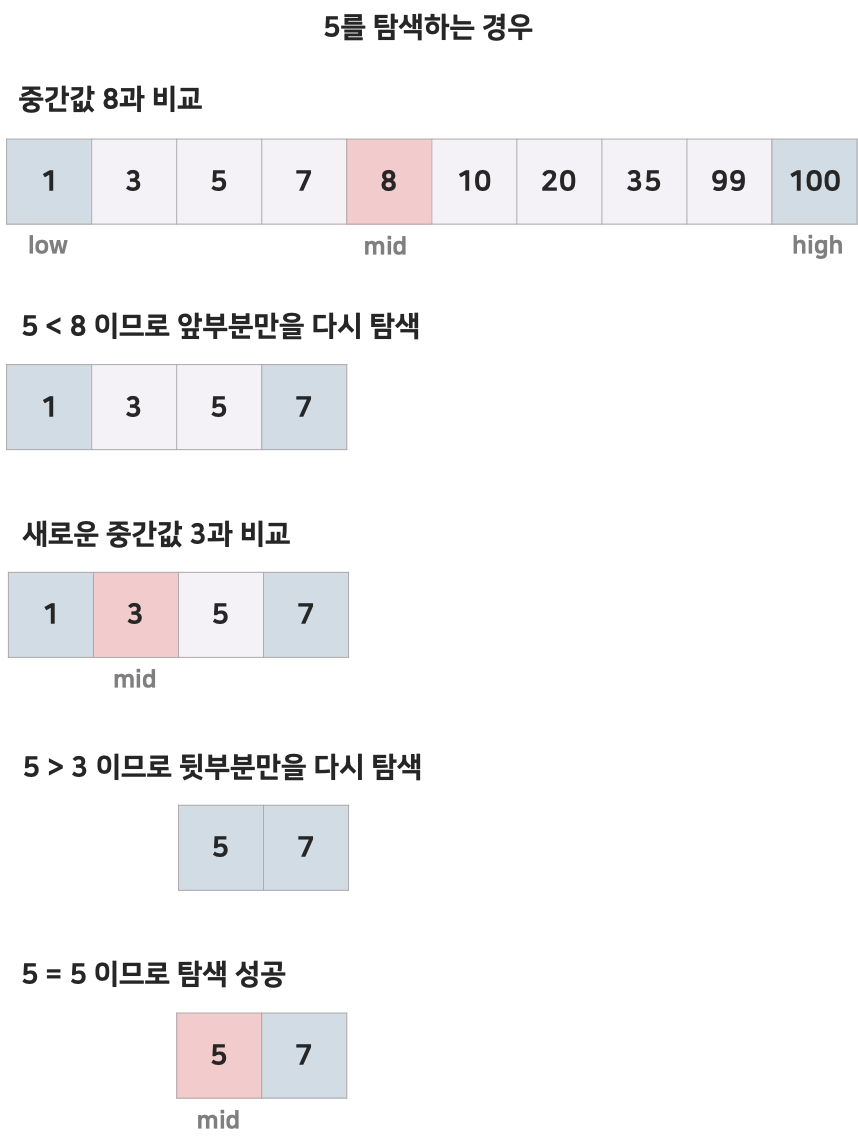 5를 탐색하는 경우
중간값 8과 비교
1 3 5 7 8 10 20 35 99 100
low mid high
5 < 8 이므로 앞부분만을 다시 탐색
1 3 5 7
새로운 중간값 3과 비교
1 3 5 7
mid
5 > 3 이므로 뒷부분만을 다시 탐색
5 7
5 = 5 이므로 탐색 성공
5 7
mid